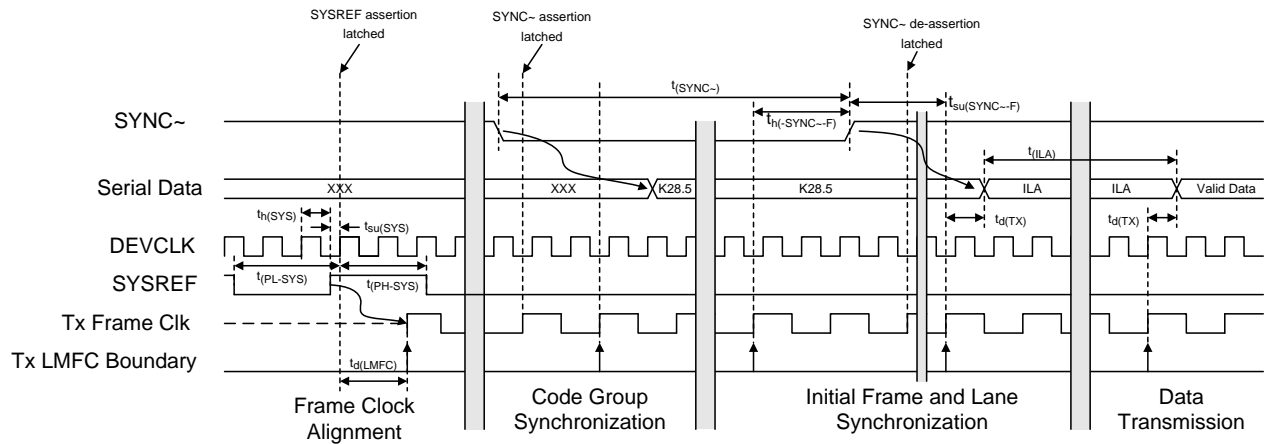 SYSREF assertion
latched
SYNC~ assertion
latched
SYNC~ de-assertion
latched
t(SYNC~)
th(-SYNC~-F)
tsu(SYNC~-F)
SYNC~
t(ILA)
Serial Data
XXX
XXX
K28.5
K28.5
ILA
ILA
Valid Data
th(SYS)
tsu(SYS)
td(TX)
td(TX)
DEVCLK
t(PL-SYS)
t(PH-SYS)
SYSREF
Tx Frame Clk
Tx LMFC Boundary
td(LMFC)
Frame Clock
Alignment
Code Group
Synchronization
Initial Frame and Lane
Synchronization
Data
Transmission